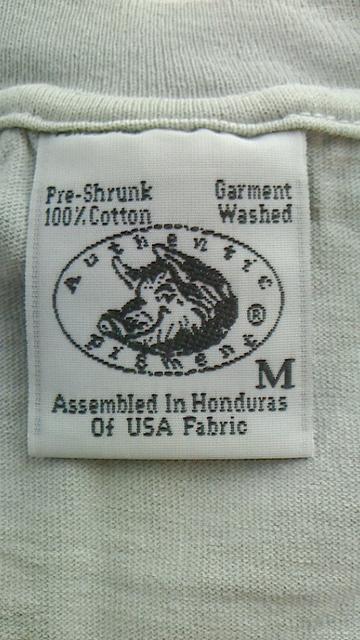 Pre-Shrunk
100% Cotton
Garment
Washed
Authentic
Pigment ®
M
Assembled In Honduras
Of USA Fabric